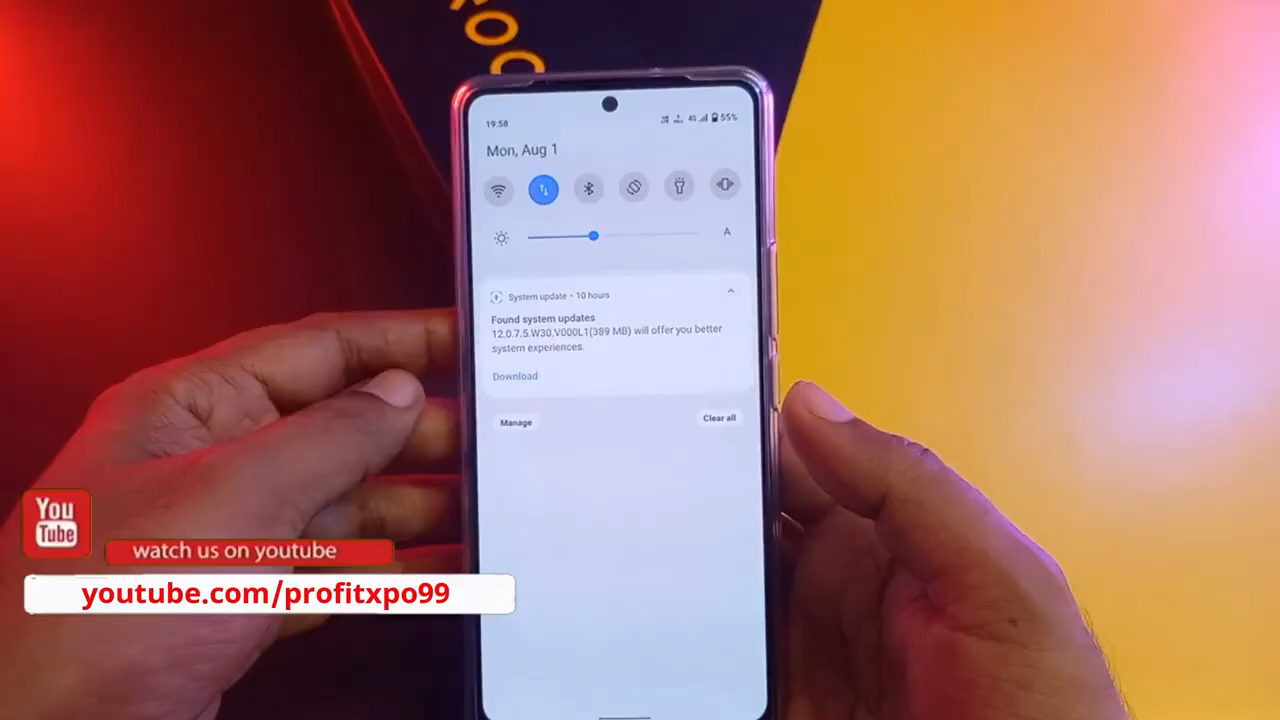 POO
19:58
4G 55%
Mon, Aug 1
A
System update • 10 hours
Found system updates
12.0.7.5.W30.V000L1(389 MB) will offer you better
system experiences.
Download
Manage
Clear all
You
Tube
watch us on youtube
youtube.com/profitxpo99